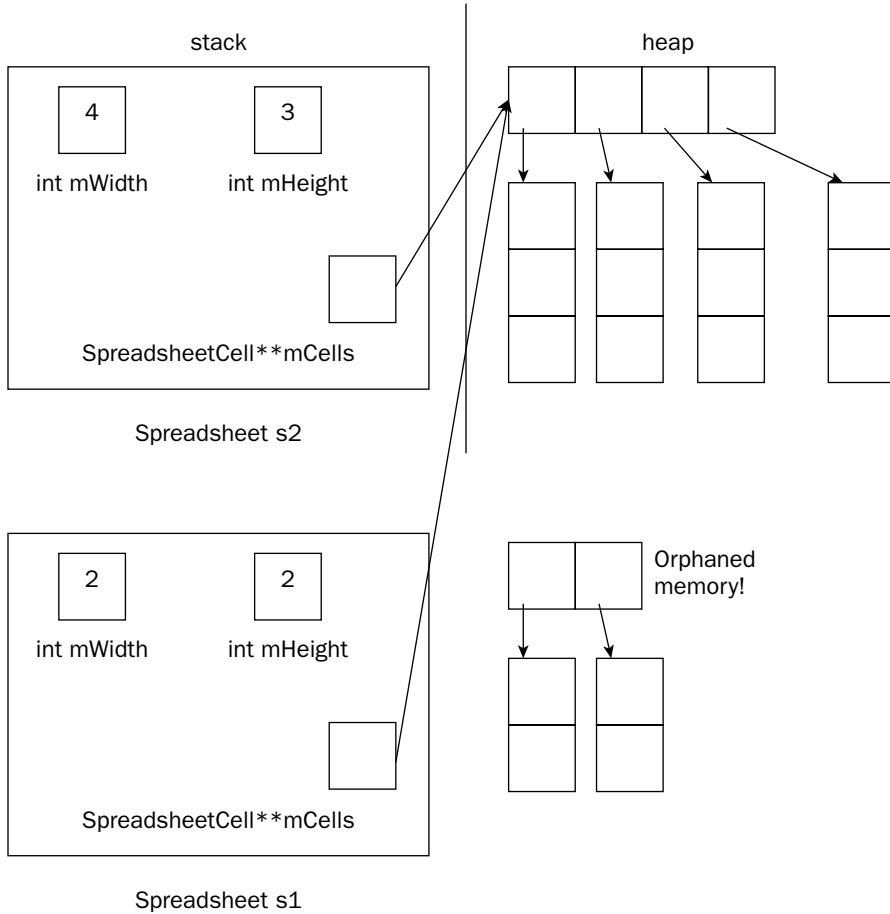 stack
heap
4
3
int mWidth
int mHeight
SpreadsheetCell**mCells
Spreadsheet s2
2
2
Orphaned
memory!
int mWidth
int mHeight
SpreadsheetCell**mCells
Spreadsheet s1